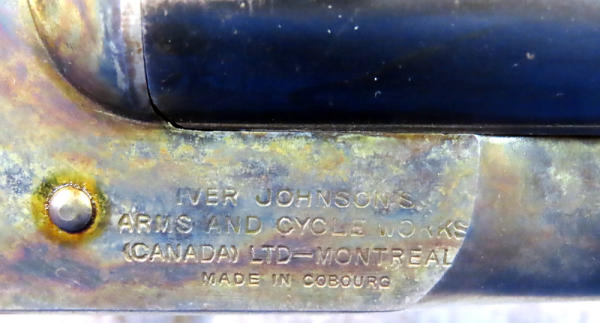 IVER JOHNSON'S
ARMS AND CYCLE WORKS
(CANADA) LTD—MONTREAL
MADE IN COBOURG